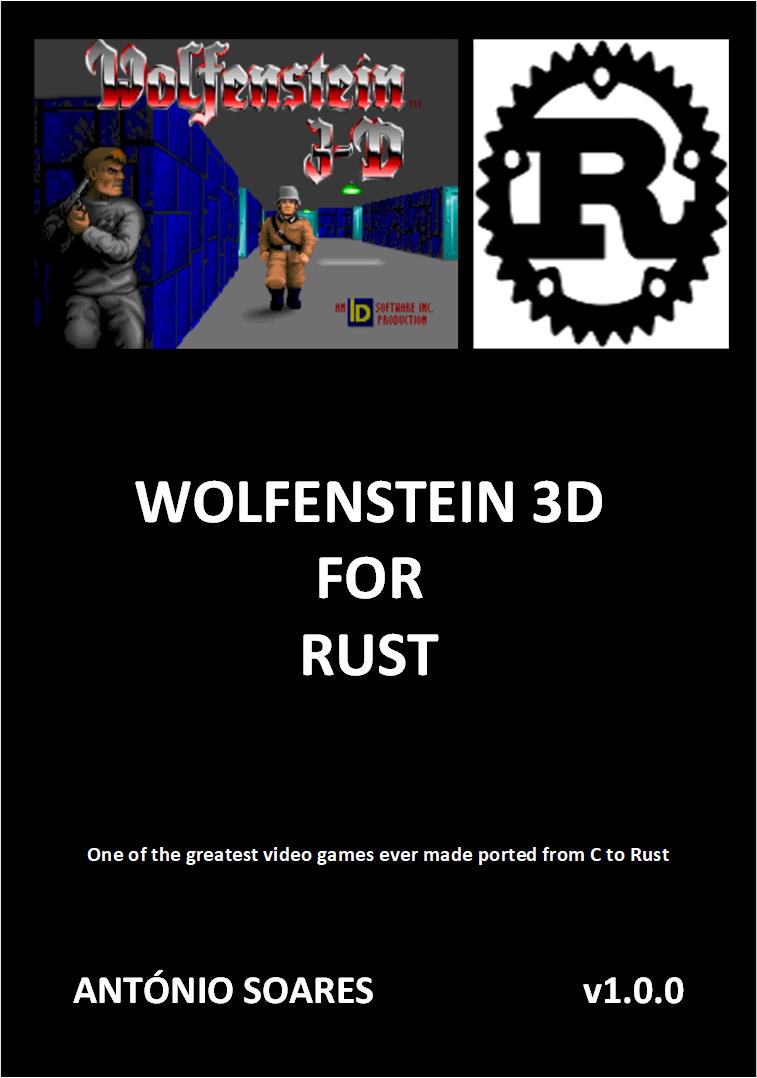 Wolfenstein™
3-D
AN ID SOFTWARE INC.
PRODUCTION
R
WOLFENSTEIN 3D
FOR
RUST
One of the greatest video games ever made ported from C to Rust
ANTÓNIO SOARES v1.0.0